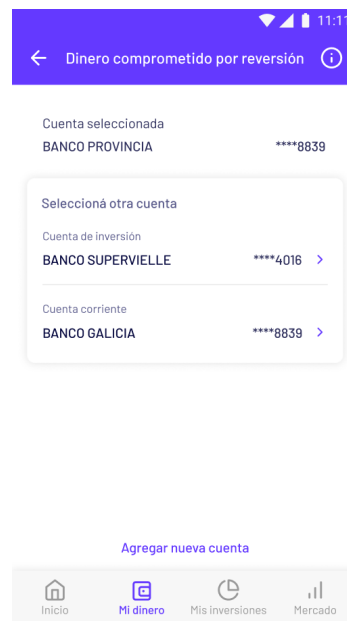 11:11
Dinero comprometido por reversión
Cuenta seleccionada
BANCO PROVINCIA ****8839
Seleccioná otra cuenta
Cuenta de inversión
BANCO SUPERVIELLE ****4016
Cuenta corriente
BANCO GALICIA ****8839
Agregar nueva cuenta
Inicio Mi dinero Mis inversiones Mercado